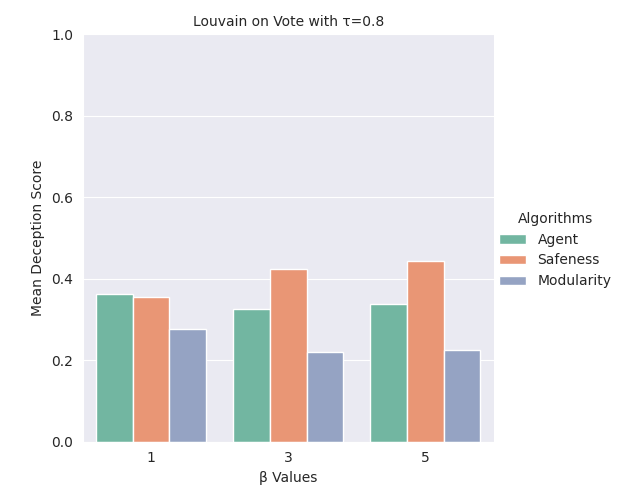 Louvain on Vote with τ=0.8
1.0
0.8
0.6
0.4
0.2
0.0
Mean Deception Score
1 3 5
β Values
Algorithms
Agent
Safeness
Modularity